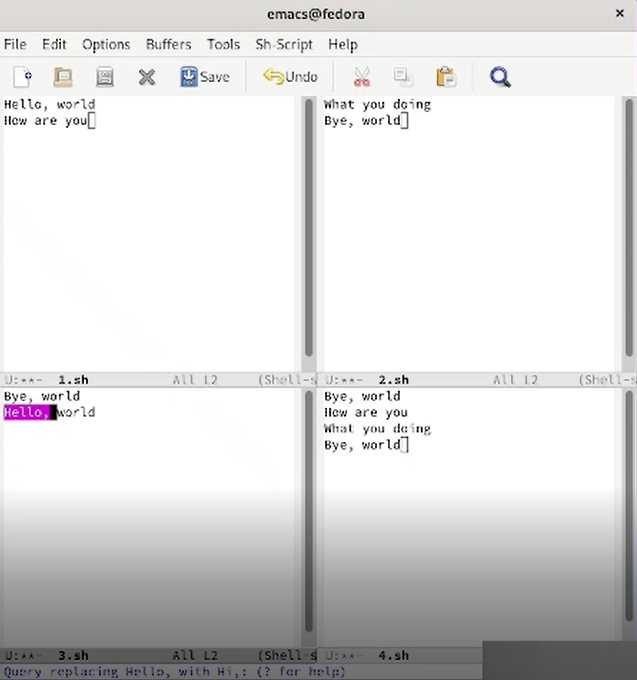 emacs@fedora ×
File Edit Options Buffers Tools Sh-Script Help
Save Undo
Hello, world
How are you
What you doing
Bye, world
U:**- 1.sh All L2 (Shell-s
U:**- 2.sh All L2 (Shell-s
Bye, world
Hello, world
Bye, world
How are you
What you doing
Bye, world
U:**- 3.sh All L2 (Shell-s
U:**- 4.sh
Query replacing Hello, with Hi,: (? for help)